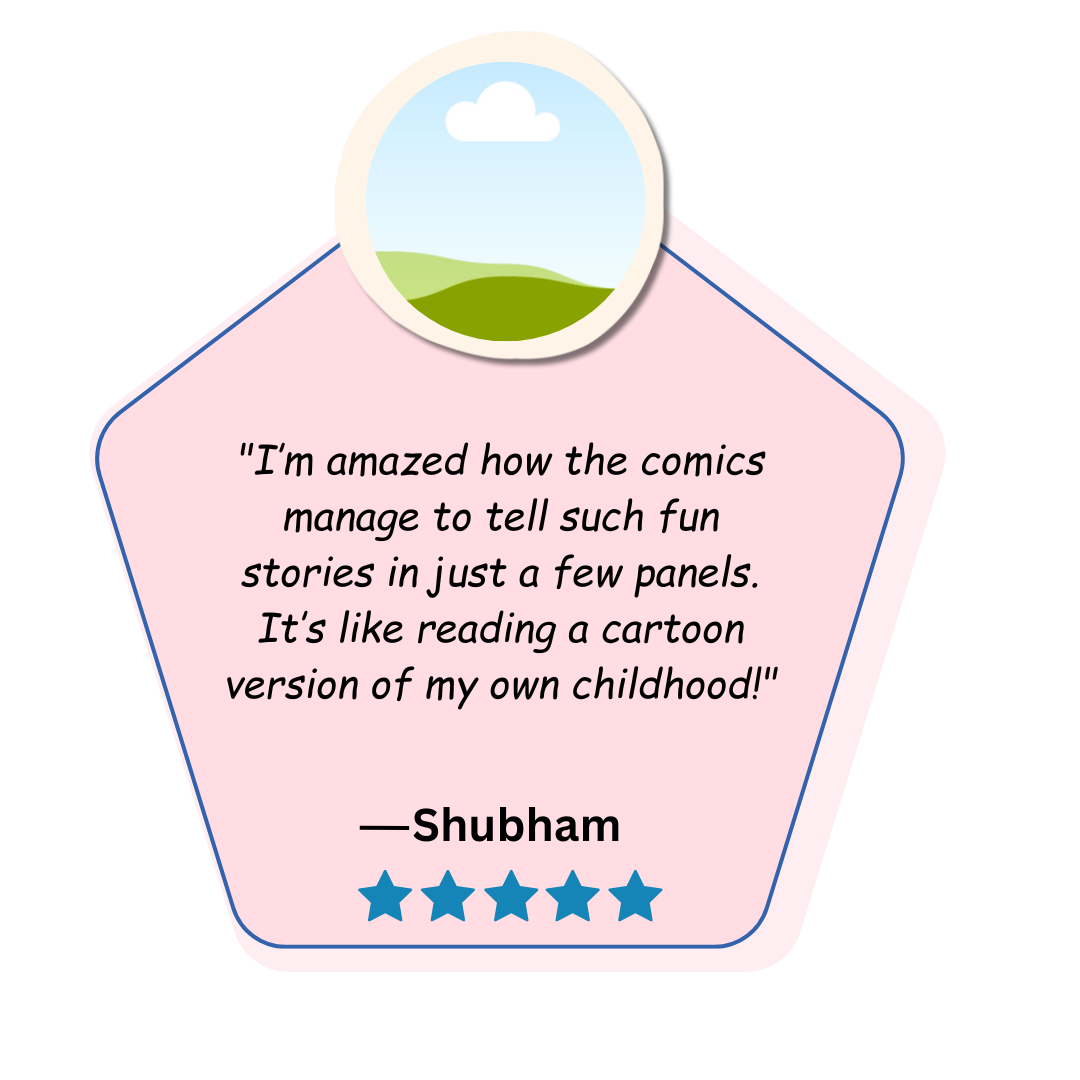 "I'm amazed how the comics
manage to tell such fun
stories in just a few panels.
It's like reading a cartoon
version of my own childhood!"
—Shubham